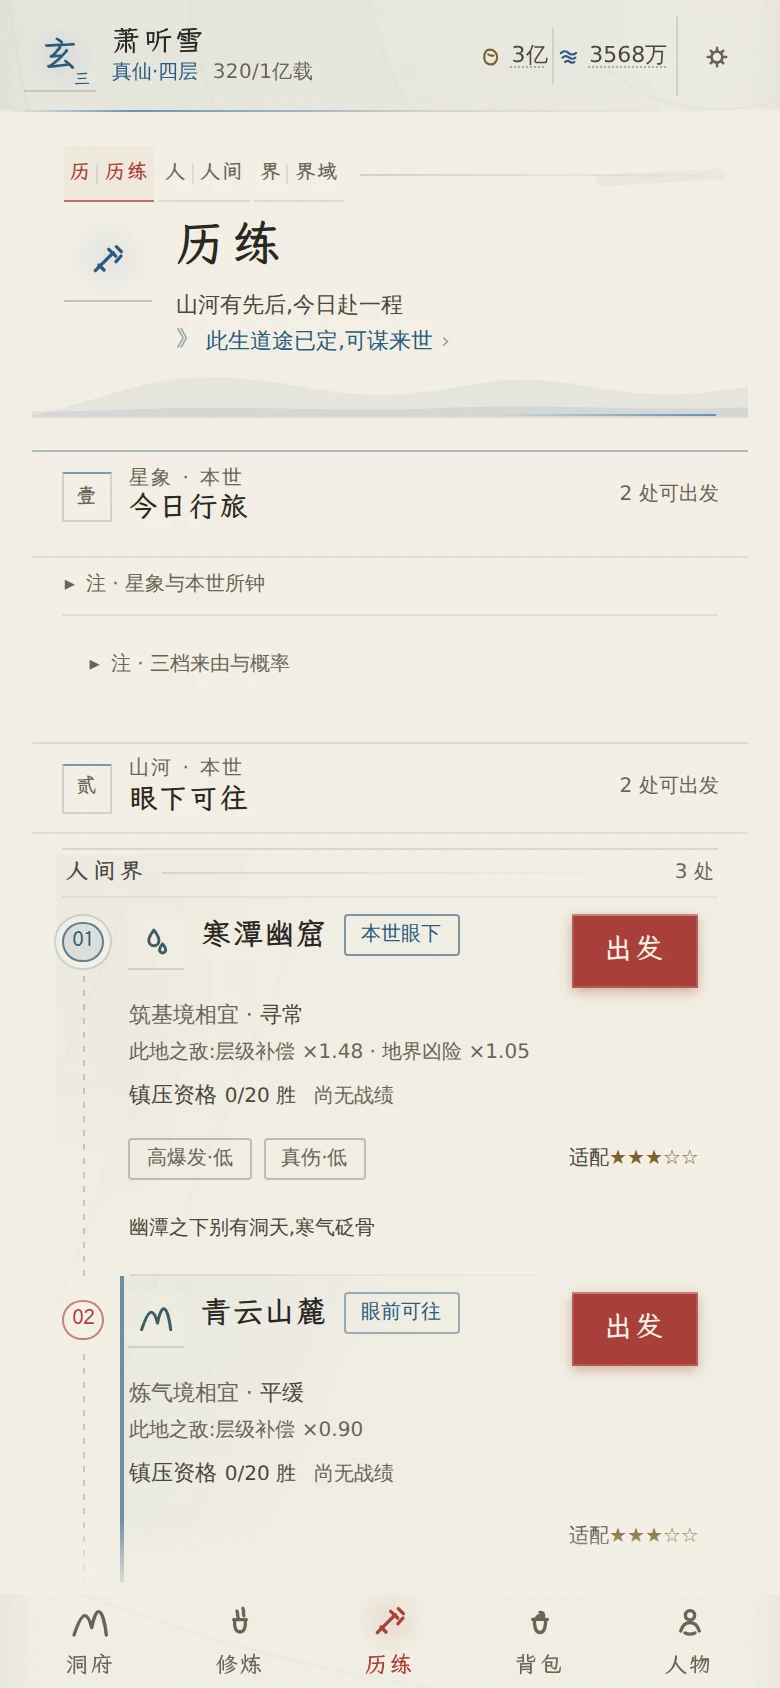 玄三
萧听雪
真仙·四层 320/1亿载
3亿 3568万
历 历练 人 人间 界 界域
历练
山河有先后,今日赴一程
》 此生道途已定,可谋来世 ›
壹
星象 · 本世
今日行旅
2 处可出发
▸ 注 · 星象与本世所钟
▸ 注 · 三档来由与概率
贰
山河 · 本世
眼下可往
2 处可出发
人间界
3 处
01
寒潭幽窟 本世眼下 出发
筑基境相宜 · 寻常
此地之敌:层级补偿 ×1.48 · 地界凶险 ×1.05
镇压资格 0/20 胜 尚无战绩
高爆发·低 真伤·低 适配★★★☆☆
幽潭之下别有洞天,寒气砭骨
02
青云山麓 眼前可往 出发
炼气境相宜 · 平缓
此地之敌:层级补偿 ×0.90
镇压资格 0/20 胜 尚无战绩
适配★★★☆☆
洞府 修炼 历练 背包 人物